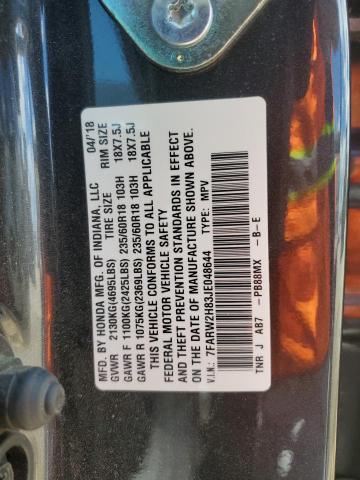 MFD. BY HONDA MFG. OF INDIANA, LLC 04/'18
GVWR 2130KG(4695LBS) TIRE SIZE RIM SIZE
GAWR F 1100KG(2425LBS) 235/60R18 103H 18X7.5J
GAWR R 1075KG(2369LBS) 235/60R18 103H 18X7.5J
THIS VEHICLE CONFORMS TO ALL APPLICABLE
FEDERAL MOTOR VEHICLE SAFETY
AND THEFT PREVENTION STANDARDS IN EFFECT
ON THE DATE OF MANUFACTURE SHOWN ABOVE.
V.I.N.: 7FARW2H83JE048644 TYPE: MPV
TNR J AB7 -PB88MX -B-E